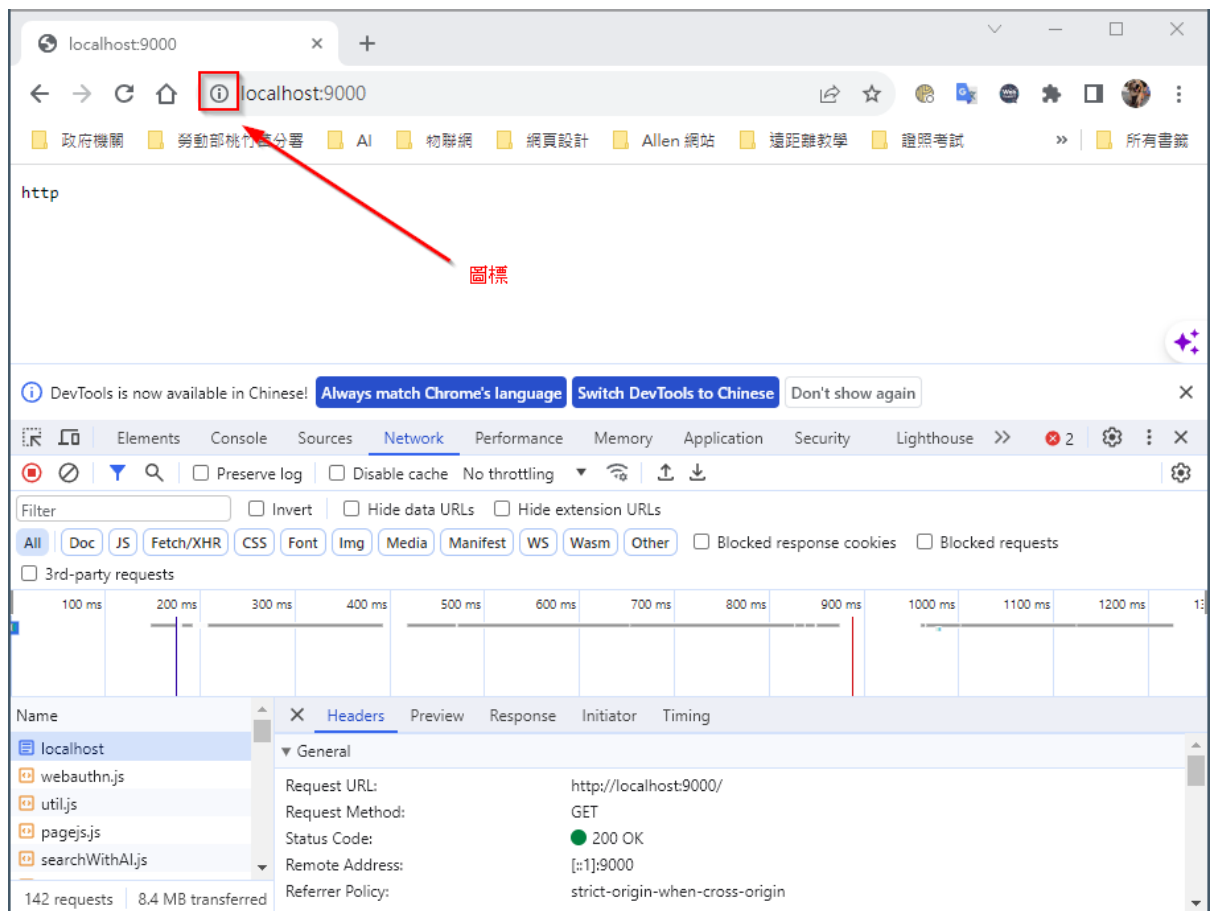 localhost:9000
localhost:9000
政府機關 勞動部桃竹苗分署 AI 物聯網 網頁設計 Allen 網站 遠距離教學 證照考試 » 所有書籤
http
圖標
DevTools is now available in Chinese! Always match Chrome's language Switch DevTools to Chinese Don't show again
Elements Console Sources Network Performance Memory Application Security Lighthouse 2
Preserve log Disable cache No throttling
Filter Invert Hide data URLs Hide extension URLs
All Doc JS Fetch/XHR CSS Font Img Media Manifest WS Wasm Other Blocked response cookies Blocked requests
3rd-party requests
100 ms 200 ms 300 ms 400 ms 500 ms 600 ms 700 ms 800 ms 900 ms 1000 ms 1100 ms 1200 ms
Name Headers Preview Response Initiator Timing
localhost General
webauthn.js Request URL: http://localhost:9000/
util.js Request Method: GET
pagejs.js Status Code: 200 OK
searchWithAI.js Remote Address: [::1]:9000
142 requests 8.4 MB transferred Referrer Policy: strict-origin-when-cross-origin